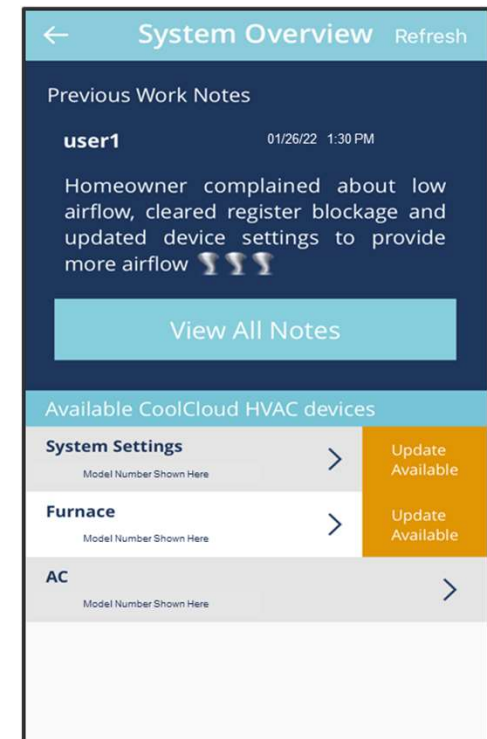 ← System Overview Refresh
Previous Work Notes
user1 01/26/22 1:30 PM
Homeowner complained about low
airflow, cleared register blockage and
updated device settings to provide
more airflow 🌪🌪🌪
View All Notes
Available CoolCloud HVAC devices
System Settings
Model Number Shown Here
Update
Available
Furnace
Model Number Shown Here
Update
Available
AC
Model Number Shown Here